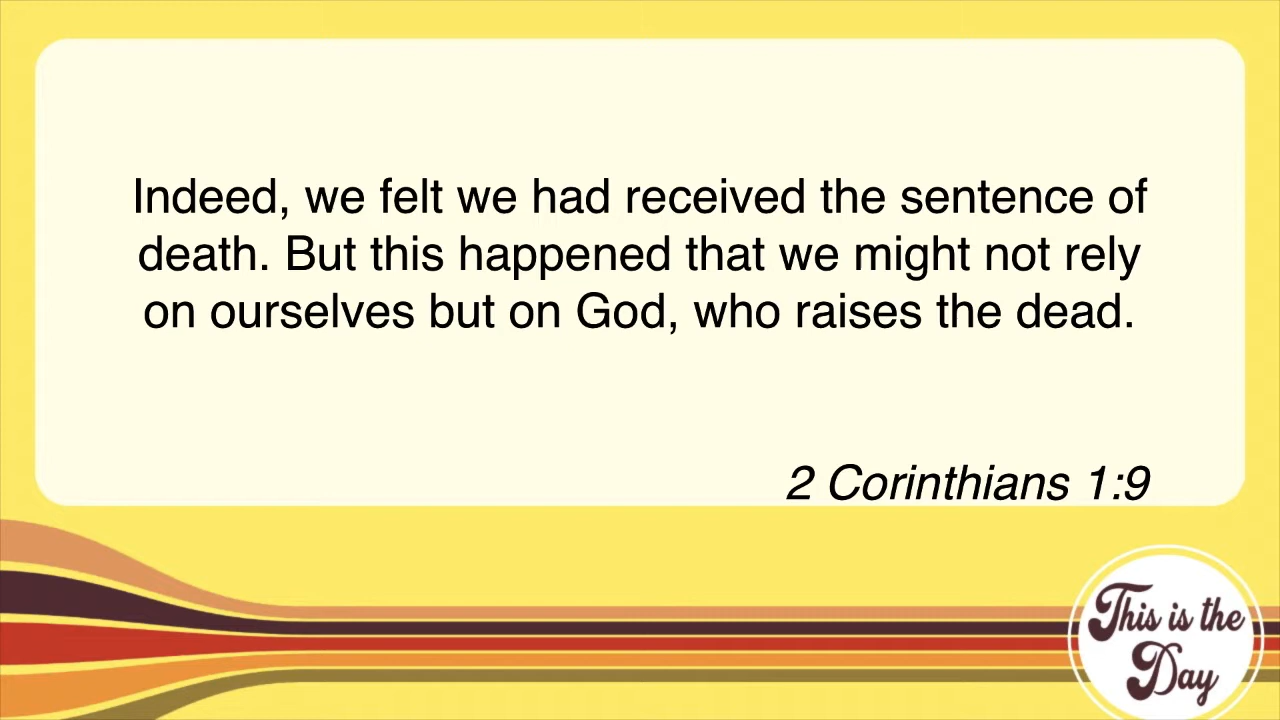 Indeed, we felt we had received the sentence of
death. But this happened that we might not rely
on ourselves but on God, who raises the dead.
2 Corinthians 1:9
This is the
Day